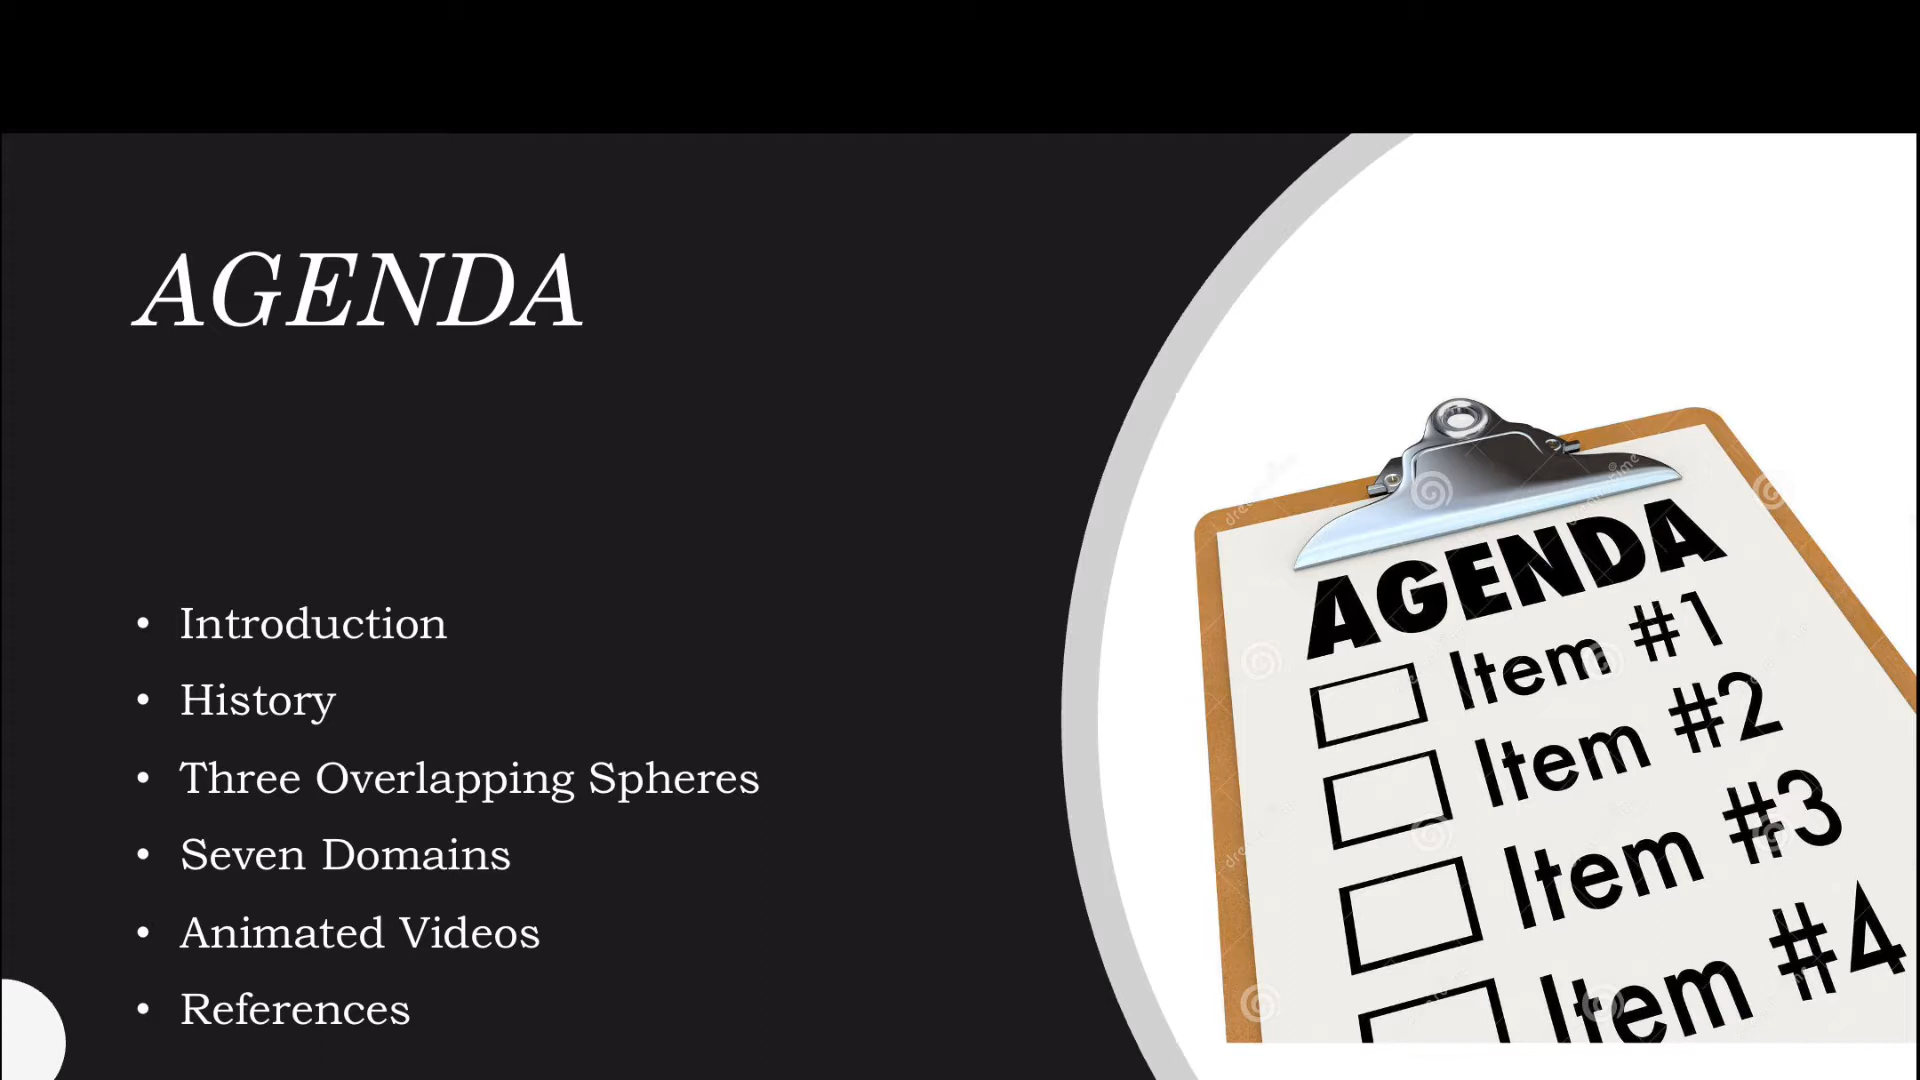 AGENDA
• Introduction
• History
• Three Overlapping Spheres
• Seven Domains
• Animated Videos
• References
AGENDA
Item #1
Item #2
Item #3
Item #4